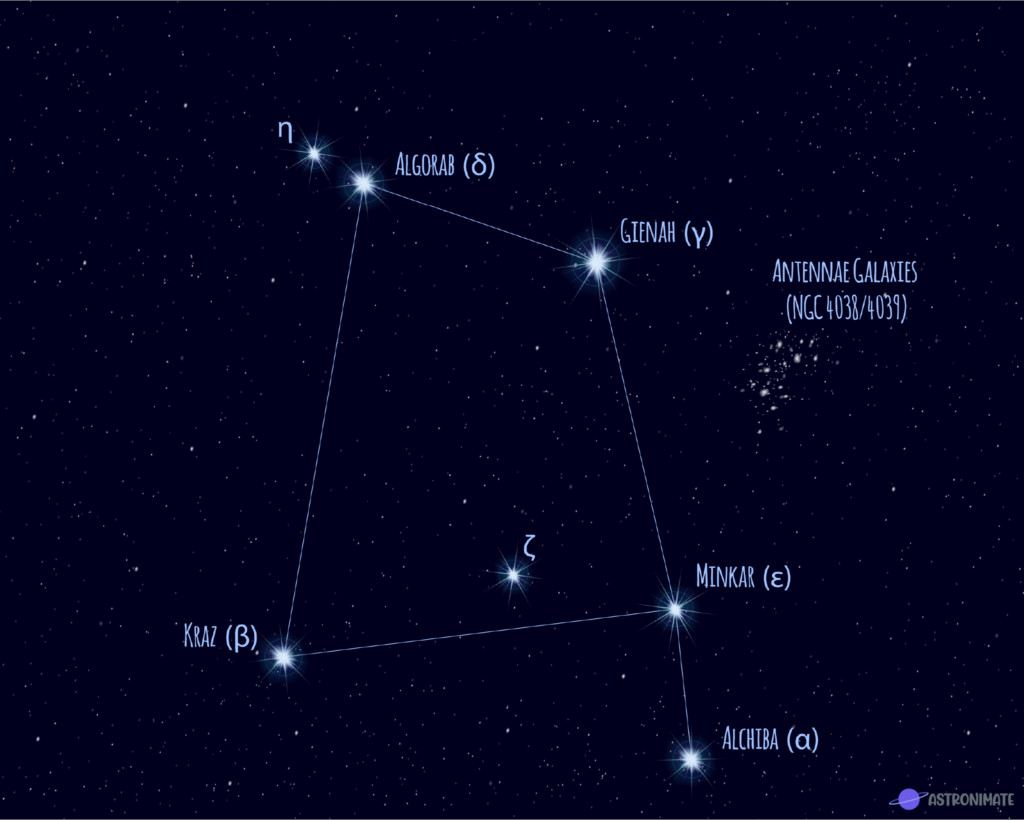 η
Algorab (δ)
Gienah (γ)
Antennae Galaxies
(NGC 4038/4039)
ζ
Minkar (ε)
Kraz (β)
Alchiba (α)
ASTRONIMATE